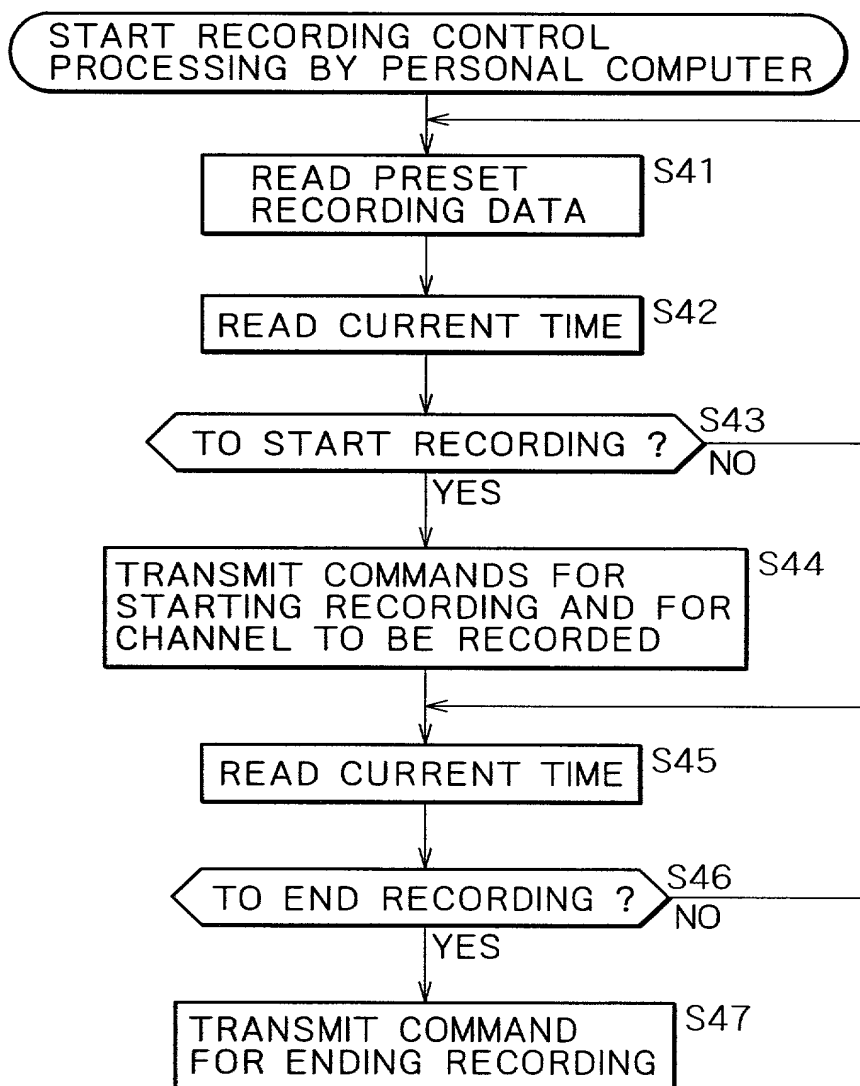 START RECORDING CONTROL
PROCESSING BY PERSONAL COMPUTER
READ PRESET
RECORDING DATA
S41
READ CURRENT TIME
S42
TO START RECORDING ?
S43
NO
YES
TRANSMIT COMMANDS FOR
STARTING RECORDING AND FOR
CHANNEL TO BE RECORDED
S44
READ CURRENT TIME
S45
TO END RECORDING ?
S46
NO
YES
TRANSMIT COMMAND
FOR ENDING RECORDING
S47